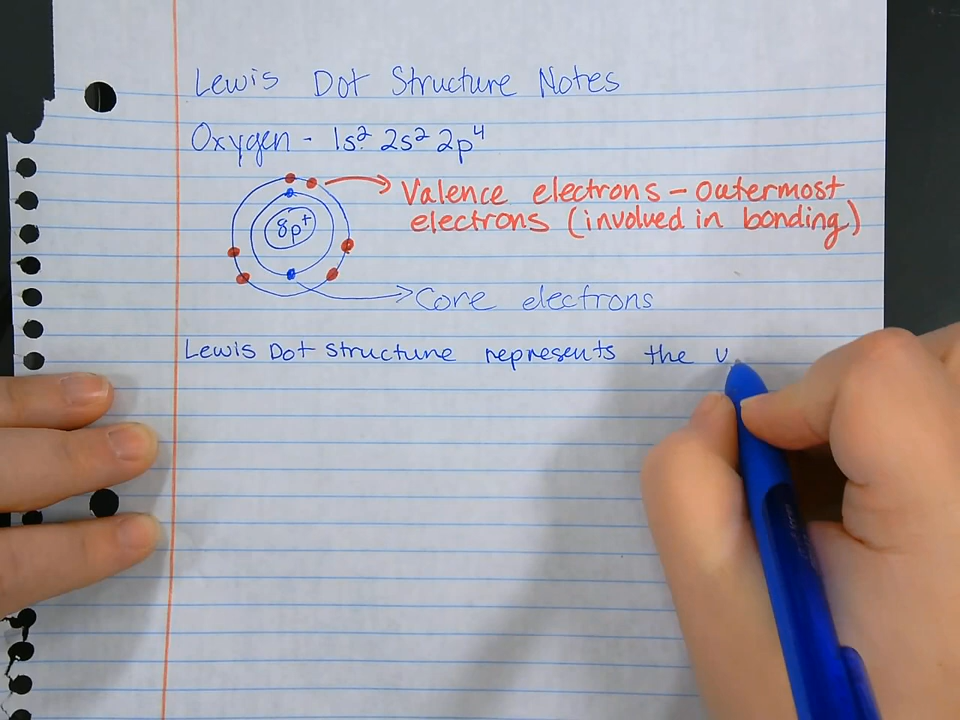 Lewis Dot Structure Notes
Oxygen - 1s² 2s² 2p⁴
8p⁺
Valence electrons - outermost
electrons (involved in bonding)
Core electrons
Lewis Dot structure represents the v